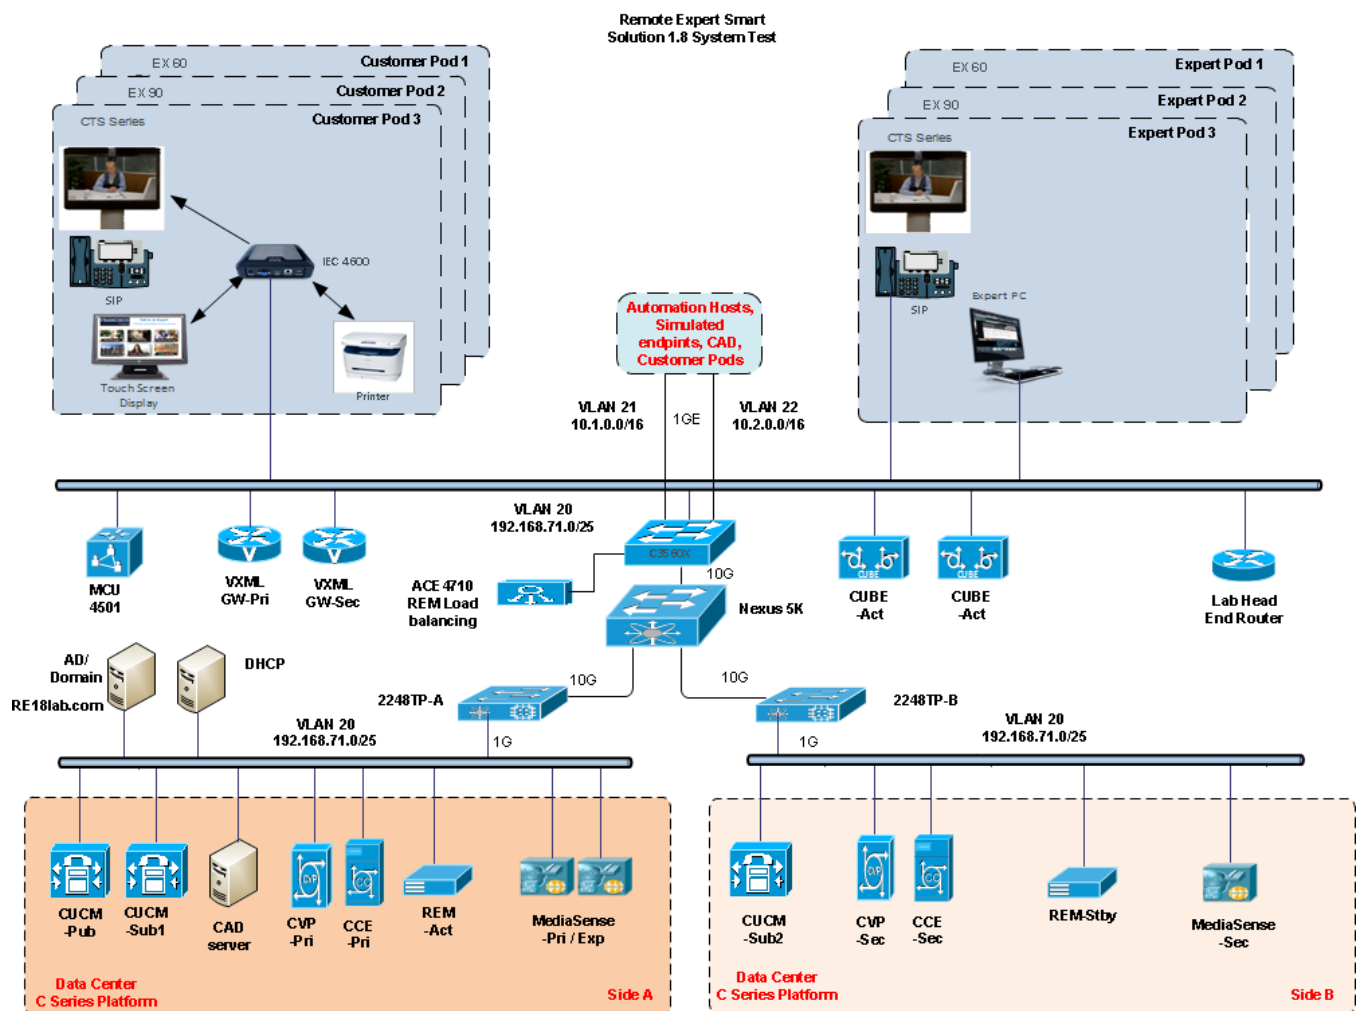 Remote Expert Smart
Solution 1.8 System Test
EX 60
Customer Pod 1
EX 90
Customer Pod 2
CTS Series
Customer Pod 3
IEC 4600
SIP
Touch Screen
Display
Printer
EX 60
Expert Pod 1
EX 90
Expert Pod 2
CTS Series
Expert Pod 3
SIP
Expert PC
Automation Hosts,
Simulated
endpints, CAD,
Customer Pods
VLAN 21
10.1.0.0/16
1GE
VLAN 22
10.2.0.0/16
VLAN 20
192.168.71.0/25
C3560X
10G
MCU
4501
VXML
GW-Pri
VXML
GW-Sec
ACE 4710
REM Load
balancing
Nexus 5K
CUBE
CUBE
-Act
CUBE
CUBE
-Act
Lab Head
End Router
AD/
Domain
RE18lab.com
DHCP
10G
10G
2248TP-A
2248TP-B
VLAN 20
192.168.71.0/25
1G
1G
VLAN 20
192.168.71.0/25
CUCM
-Pub
CUCM
-Sub1
CAD
server
CVP
CVP
-Pri
CC
CCE
-Pri
REM
-Act
MediaSense
-Pri / Exp
Data Center
C Series Platform
Side A
CUCM
-Sub2
CVP
CVP
-Sec
CC
CCE
-Sec
REM-Stby
MediaSense
-Sec
Data Center
C Series Platform
Side B